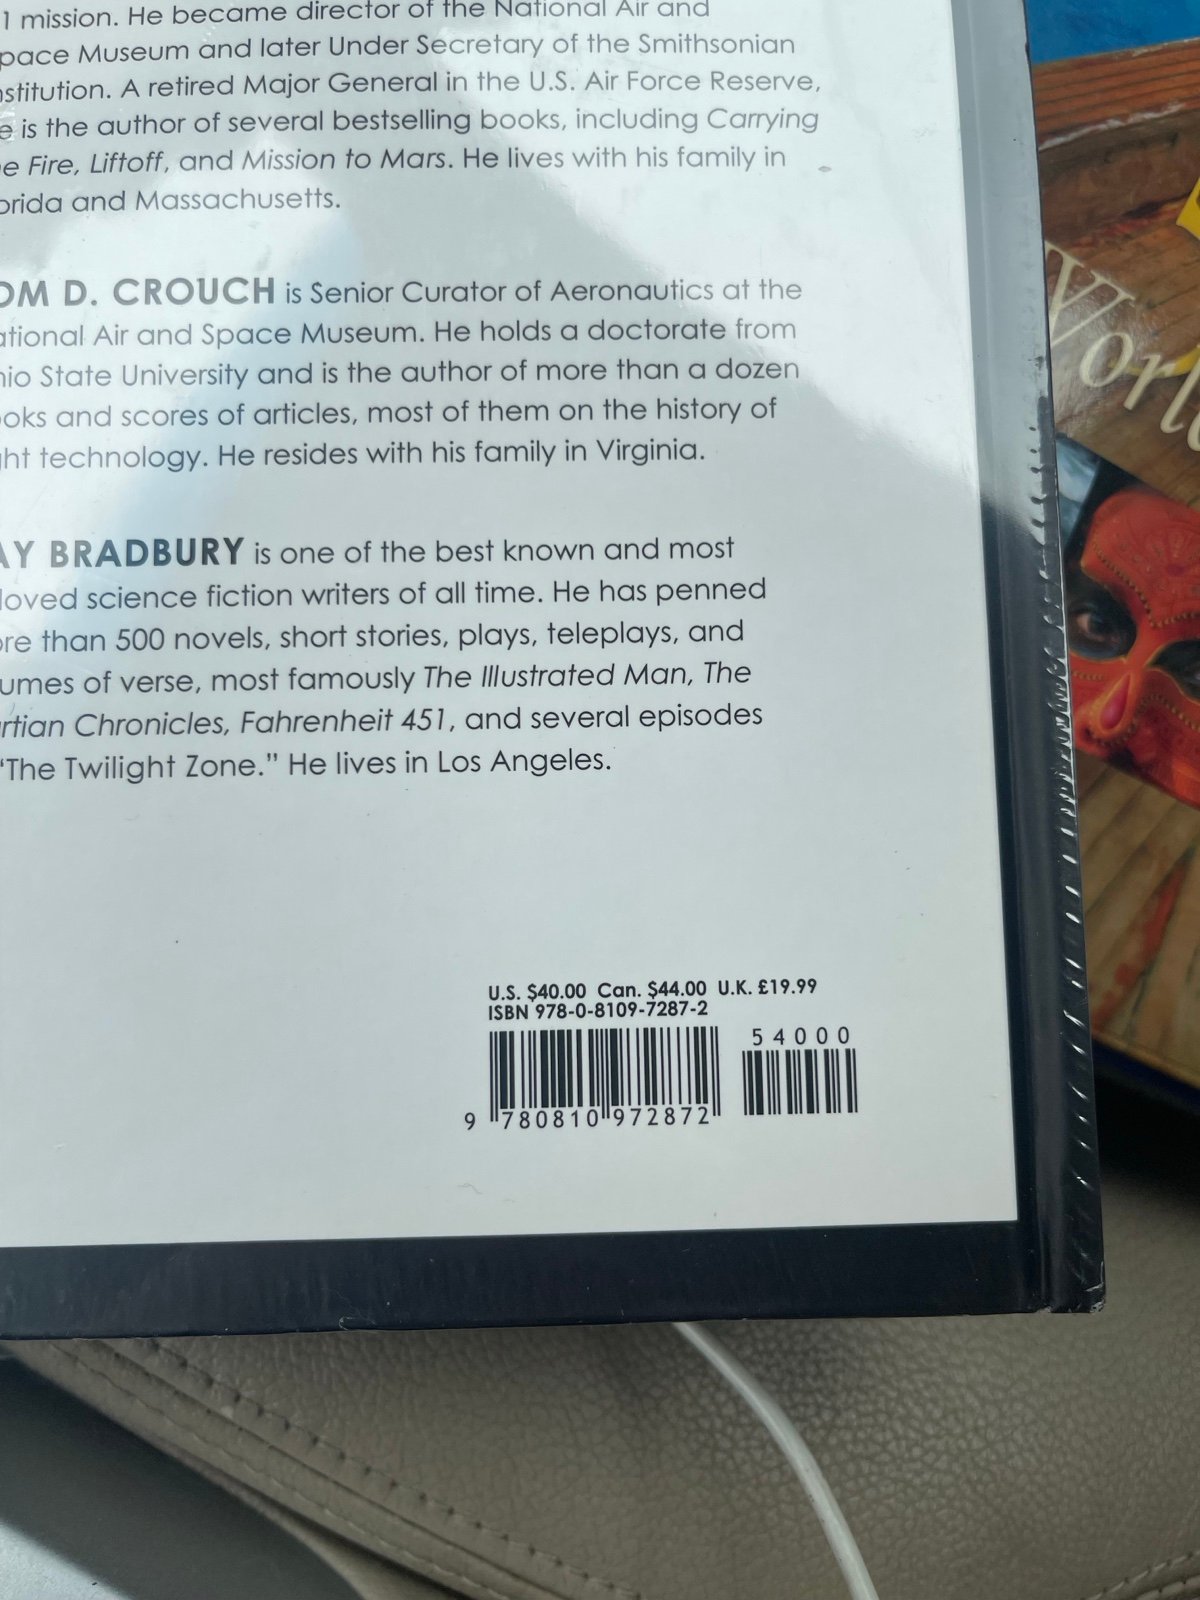 1 mission. He became director of the National Air and
pace Museum and later Under Secretary of the Smithsonian
nstitution. A retired Major General in the U.S. Air Force Reserve,
e is the author of several bestselling books, including Carrying
e Fire, Liftoff, and Mission to Mars. He lives with his family in
orida and Massachusetts.
OM D. CROUCH is Senior Curator of Aeronautics at the
ational Air and Space Museum. He holds a doctorate from
hio State University and is the author of more than a dozen
ooks and scores of articles, most of them on the history of
ght technology. He resides with his family in Virginia.
AY BRADBURY is one of the best known and most
loved science fiction writers of all time. He has penned
ore than 500 novels, short stories, plays, teleplays, and
umes of verse, most famously The Illustrated Man, The
rtian Chronicles, Fahrenheit 451, and several episodes
"The Twilight Zone." He lives in Los Angeles.
U.S. $40.00 Can. $44.00 U.K. £19.99
ISBN 978-0-8109-7287-2
54000
9 780810 972872
Worl